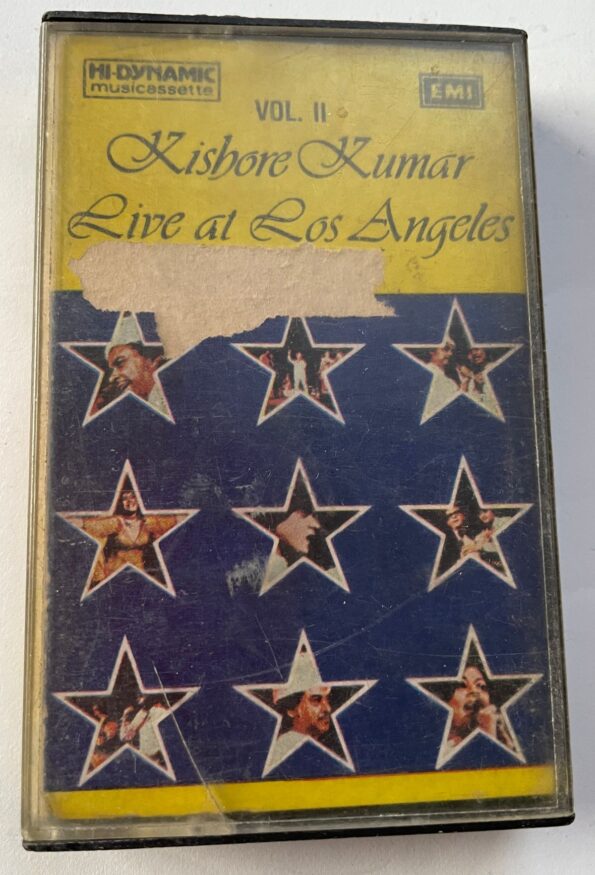 HI-DYNAMIC
musicassette
EMI
VOL. II
Kishore Kumar
Live at Los Angeles